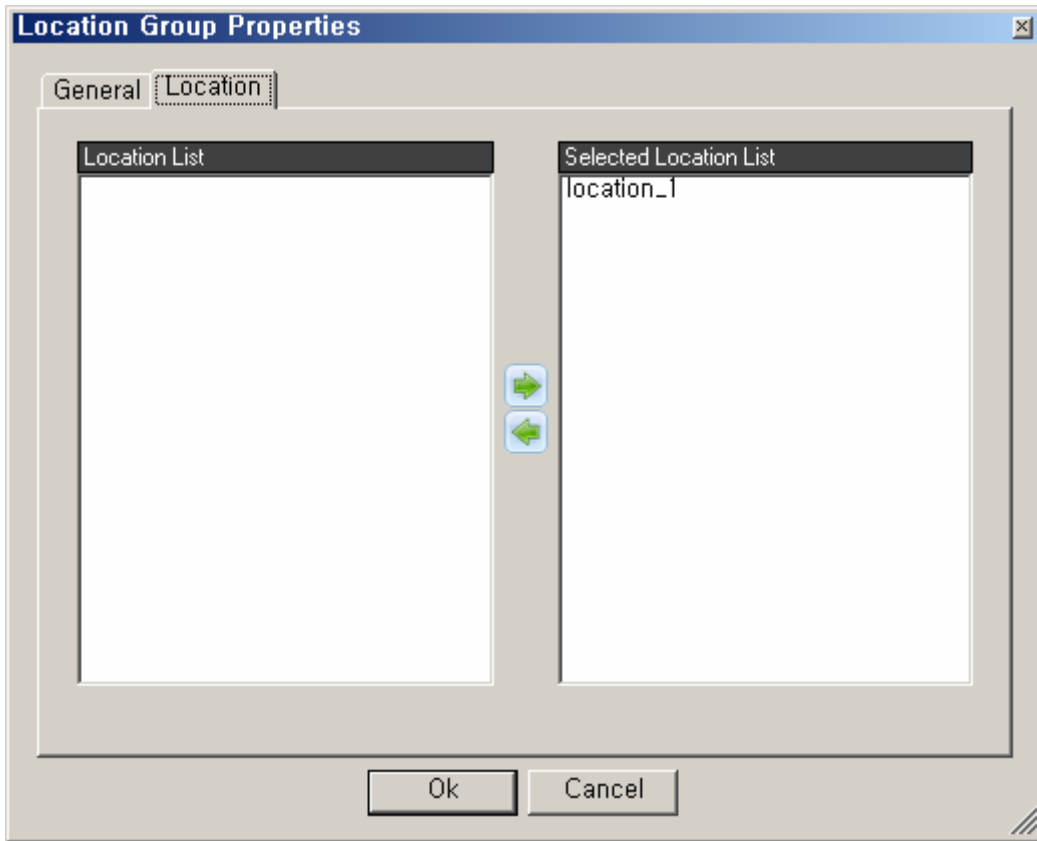 Location Group Properties
General Location
Location List
Selected Location List
location_1
Ok Cancel